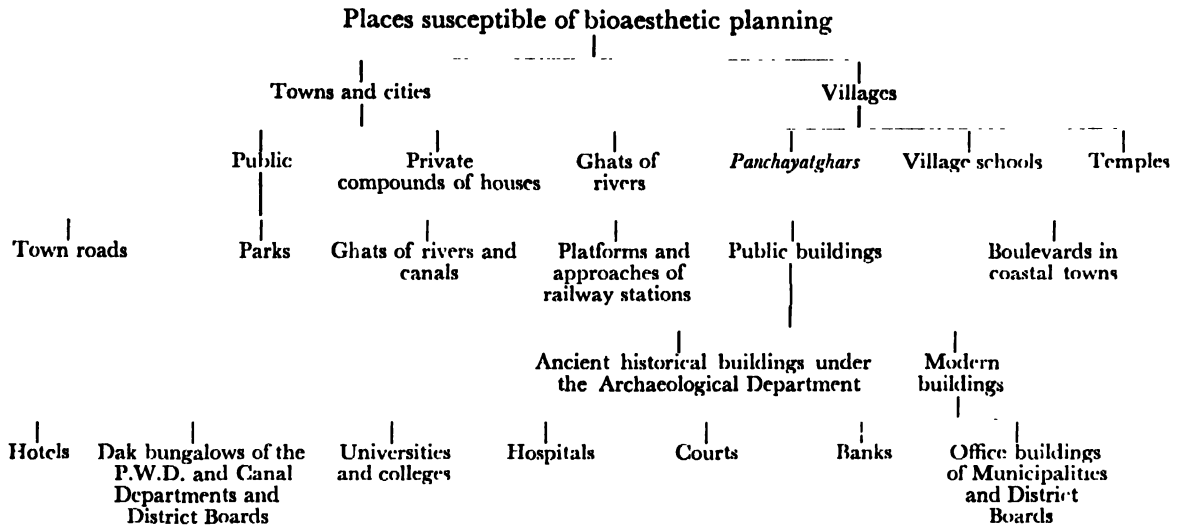 Places susceptible of bioaesthetic planning
Towns and cities
Villages
Public
Private
compounds of houses
Ghats of
rivers
Panchayatghars
Village schools
Temples
Town roads
Parks
Ghats of rivers and
canals
Platforms and
approaches of
railway stations
Public buildings
Boulevards in
coastal towns
Ancient historical buildings under
the Archaeological Department
Modern
buildings
Hotels
Dak bungalows of the
P.W.D. and Canal
Departments and
District Boards
Universities
and colleges
Hospitals
Courts
Banks
Office buildings
of Municipalities
and District
Boards